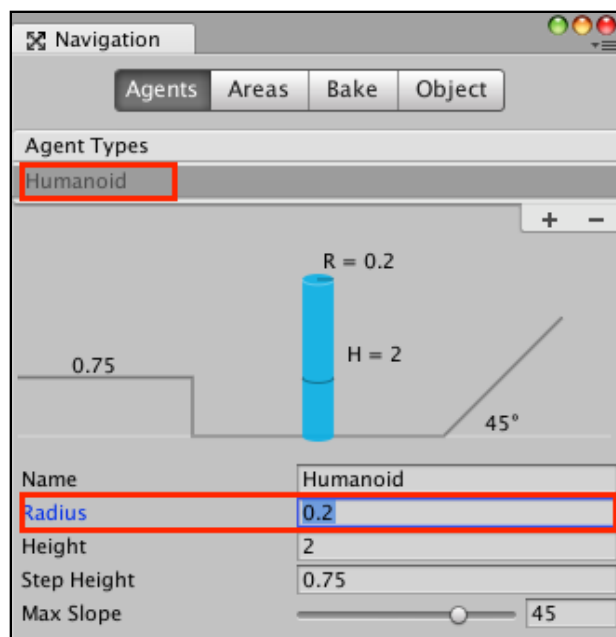 Navigation
Agents Areas Bake Object
Agent Types
Humanoid
+ −
R = 0.2
0.75 H = 2
45°
Name Humanoid
Radius 0.2
Height 2
Step Height 0.75
Max Slope 45